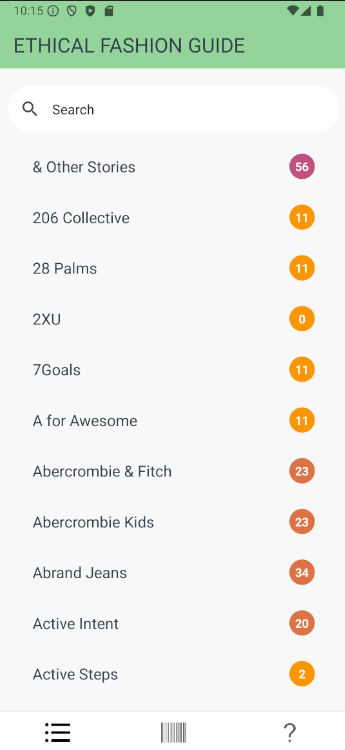 10:15
ETHICAL FASHION GUIDE
Search
& Other Stories 56
206 Collective 11
28 Palms 11
2XU 0
7Goals 11
A for Awesome 11
Abercrombie & Fitch 23
Abercrombie Kids 23
Abrand Jeans 34
Active Intent 20
Active Steps 2
?